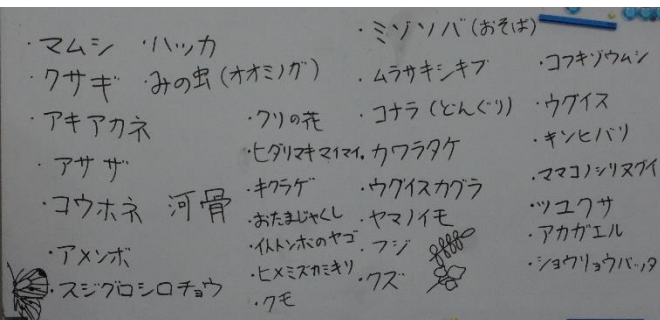 ・マムシ ・ハッカ
・クサギ ・みの虫(オオミノガ)
・アキアカネ
・アサザ
・コウホネ 河骨
・アメンボ
・スジグロシロチョウ
・クリの花
・ヒダリマキマイマイ
・キクラゲ
・おたまじゃくし
・イトトンボのヤゴ
・ヒメミズカマキリ
・クモ
・ミゾソバ(おそば)
・ムラサキシキブ
・コナラ(どんぐり)
・カワラタケ
・ウグイスカグラ
・ヤマノイモ
・フジ
・クズ
・コフキゾウムシ
・ウグイス
・キンヒバリ
・ママコノシリヌグイ
・ツユクサ
・アカガエル
・ショウリョウバッタ